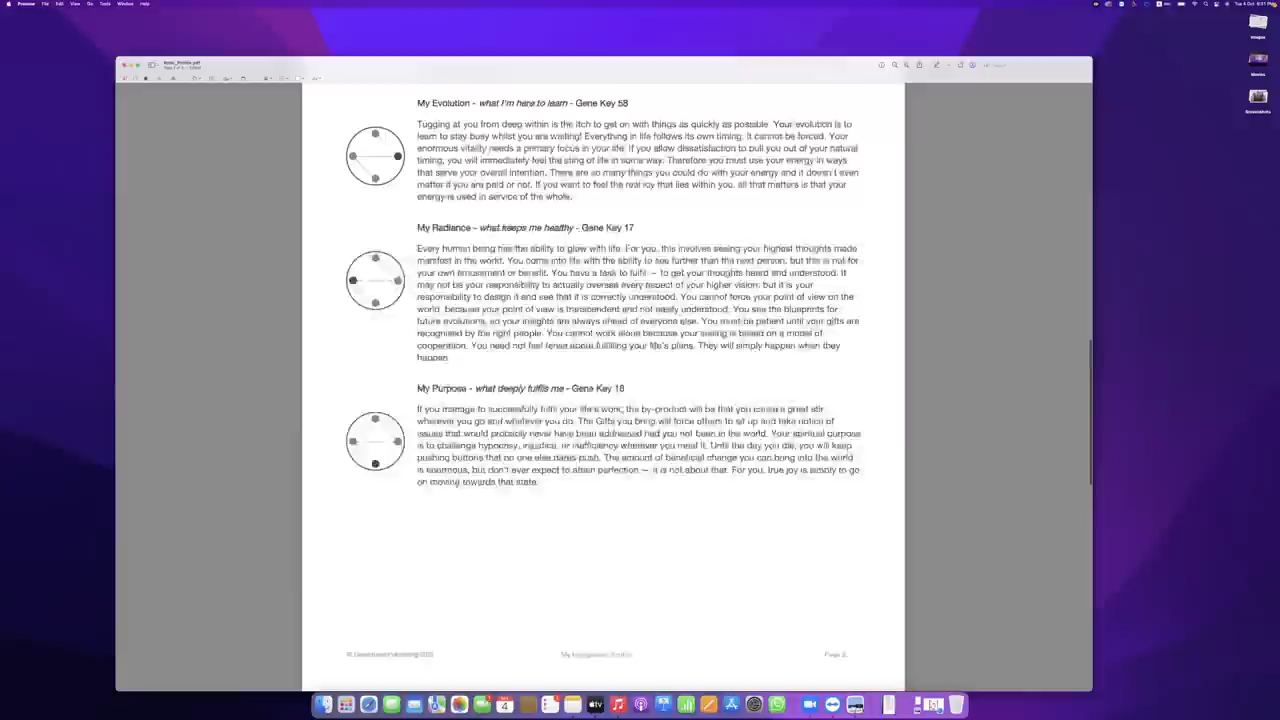 Preview File Edit View Go Tools Window Help
Tue 4 Oct
Images
Movies
Screenshots
My Evolution - what I'm here to learn - Gene Key 58
Tugging at you from deep within is the itch to get on with things as quickly as possible. Your evolution is to
learn to stay busy whilst you are waiting! Everything in life follows its own timing. It cannot be forced. Your
enormous vitality needs a primary focus in your life. If you allow dissatisfaction to pull you out of your natural
timing, you will immediately feel the sting of life in some way. Therefore you must use your energy in ways
that serve your overall intention. There are so many things you could do with your energy and it doesn't even
matter if you are paid or not. If you want to feel the real joy that lies within you, all that matters is that your
energy is used in service of the whole.
My Radiance - what keeps me healthy - Gene Key 17
Every human being has the ability to glow with life. For you, this involves seeing your highest thoughts made
manifest in the world. You came into life with the ability to see further than the next person, but this is not for
your own amusement or benefit. You have a task to fulfil – to get your thoughts heard and understood. It
may not be your responsibility to actually oversee every aspect of your higher vision, but it is your
responsibility to design it and see that it is correctly understood. You cannot force your point of view on the
world, because your point of view is transcendent and not easily understood. You see the blueprints for
future evolutions, so your insights are always ahead of everyone else. You must be patient until your gifts are
recognised by the right people. You cannot work alone because your seeing is based on a model of
cooperation. You need not feel tense about fulfilling your life's plans. They will simply happen when they
happen.
My Purpose - what deeply fulfils me - Gene Key 18
If you manage to successfully fulfil your life's work, the by-product will be that you cause a great stir
wherever you go and whatever you do. The Gifts you bring will force others to sit up and take notice of
issues that would probably never have been addressed had you not been in the world. Your spiritual purpose
is to challenge hypocrisy, injustice, or inefficiency wherever you meet it. Until the day you die, you will keep
pushing buttons that no one else dares push. The amount of beneficial change you can bring into the world
is enormous, but don't ever expect to attain perfection – it is not about that. For you, true joy is simply to go
on moving towards that state.
My Profile
Page